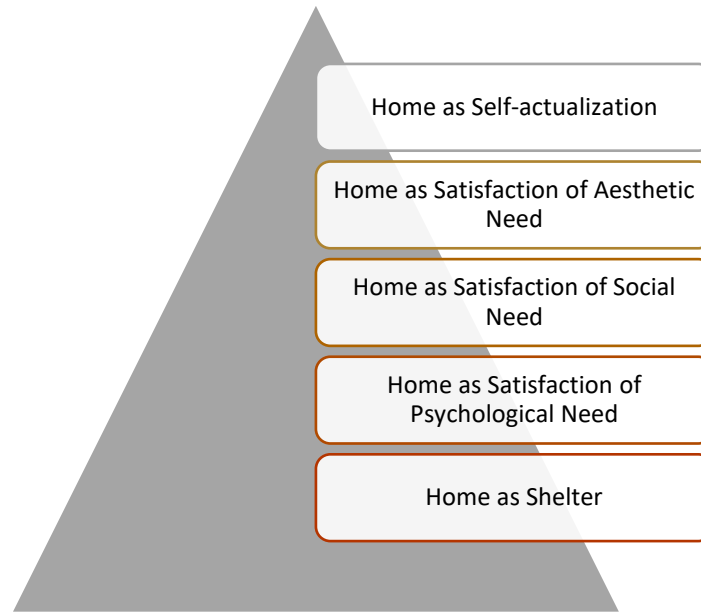 Home as Self-actualization
Home as Satisfaction of Aesthetic
Need
Home as Satisfaction of Social
Need
Home as Satisfaction of
Psychological Need
Home as Shelter